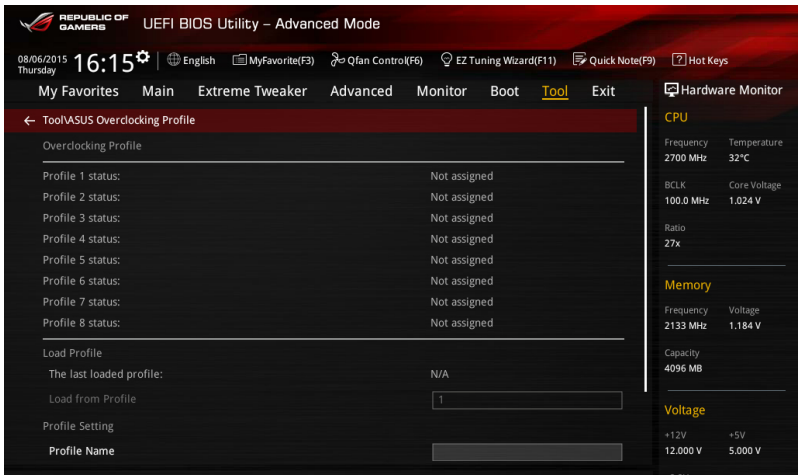 REPUBLIC OF
GAMERS
UEFI BIOS Utility – Advanced Mode
08/06/2015
Thursday
16:15
English
MyFavorite(F3)
Qfan Control(F6)
EZ Tuning Wizard(F11)
Quick Note(F9)
? Hot Keys
My Favorites
Main
Extreme Tweaker
Advanced
Monitor
Boot
Tool
Exit
Hardware Monitor
← Tool\ASUS Overclocking Profile
Overclocking Profile
Profile 1 status: Not assigned
Profile 2 status: Not assigned
Profile 3 status: Not assigned
Profile 4 status: Not assigned
Profile 5 status: Not assigned
Profile 6 status: Not assigned
Profile 7 status: Not assigned
Profile 8 status: Not assigned
Load Profile
The last loaded profile: N/A
Load from Profile 1
Profile Setting
Profile Name
CPU
Frequency Temperature
2700 MHz 32°C
BCLK Core Voltage
100.0 MHz 1.024 V
Ratio
27x
Memory
Frequency Voltage
2133 MHz 1.184 V
Capacity
4096 MB
Voltage
+12V +5V
12.000 V 5.000 V